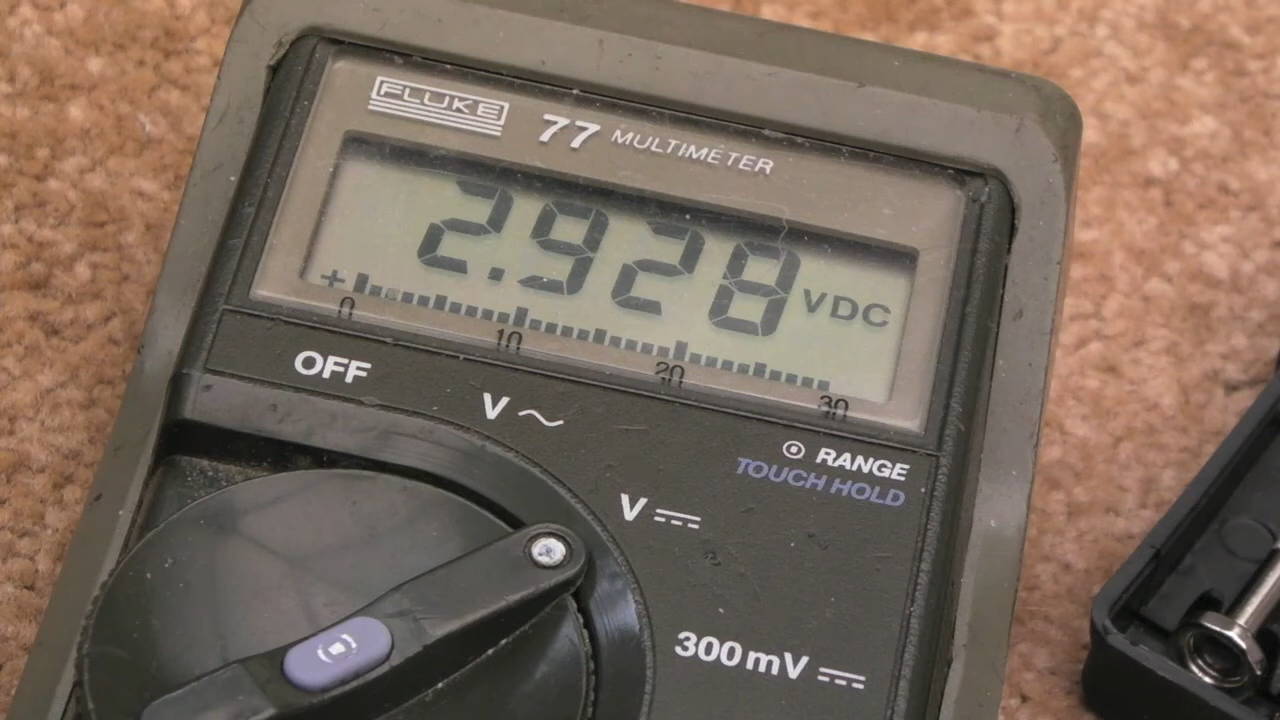 FLUKE 77 MULTIMETER
2.928 VDC
+
0 10 20 30
OFF
V~
RANGE
TOUCH HOLD
V⎓
300mV⎓